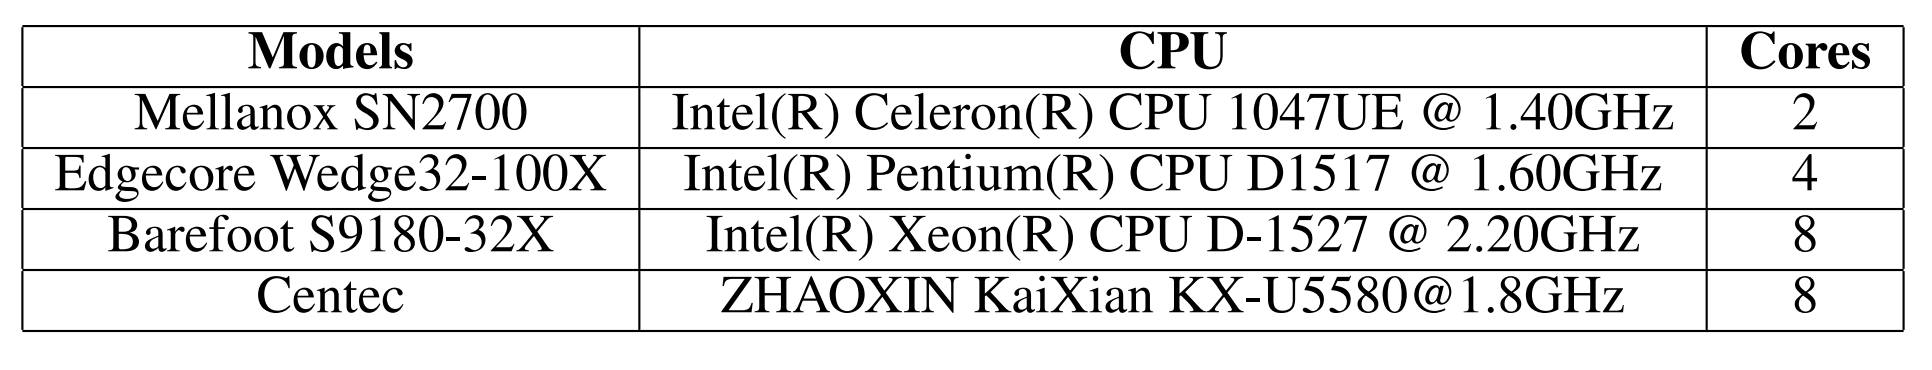 Models CPU Cores
Mellanox SN2700 Intel(R) Celeron(R) CPU 1047UE @ 1.40GHz 2
Edgecore Wedge32-100X Intel(R) Pentium(R) CPU D1517 @ 1.60GHz 4
Barefoot S9180-32X Intel(R) Xeon(R) CPU D-1527 @ 2.20GHz 8
Centec ZHAOXIN KaiXian KX-U5580@1.8GHz 8